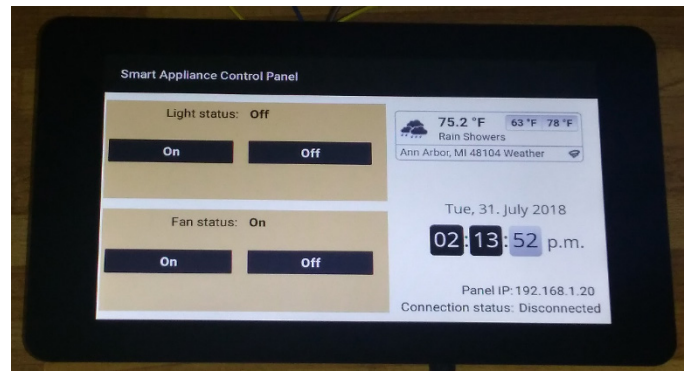 Smart Appliance Control Panel
Light status: Off
On Off
Fan status: On
On Off
75.2 °F 63 °F 78 °F
Rain Showers
Ann Arbor, MI 48104 Weather
Tue, 31. July 2018
02:13:52 p.m.
Panel IP: 192.168.1.20
Connection status: Disconnected